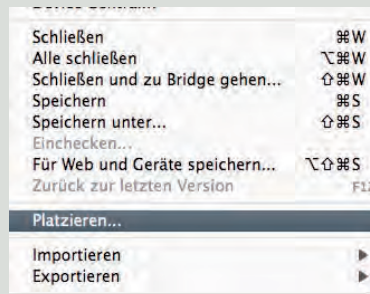 Schließen ⌘W
Alle schließen ⌥⌘W
Schließen und zu Bridge gehen... ⇧⌘W
Speichern ⌘S
Speichern unter... ⇧⌘S
Einchecken...
Für Web und Geräte speichern... ⌥⇧⌘S
Zurück zur letzten Version
Platzieren...
Importieren
Exportieren